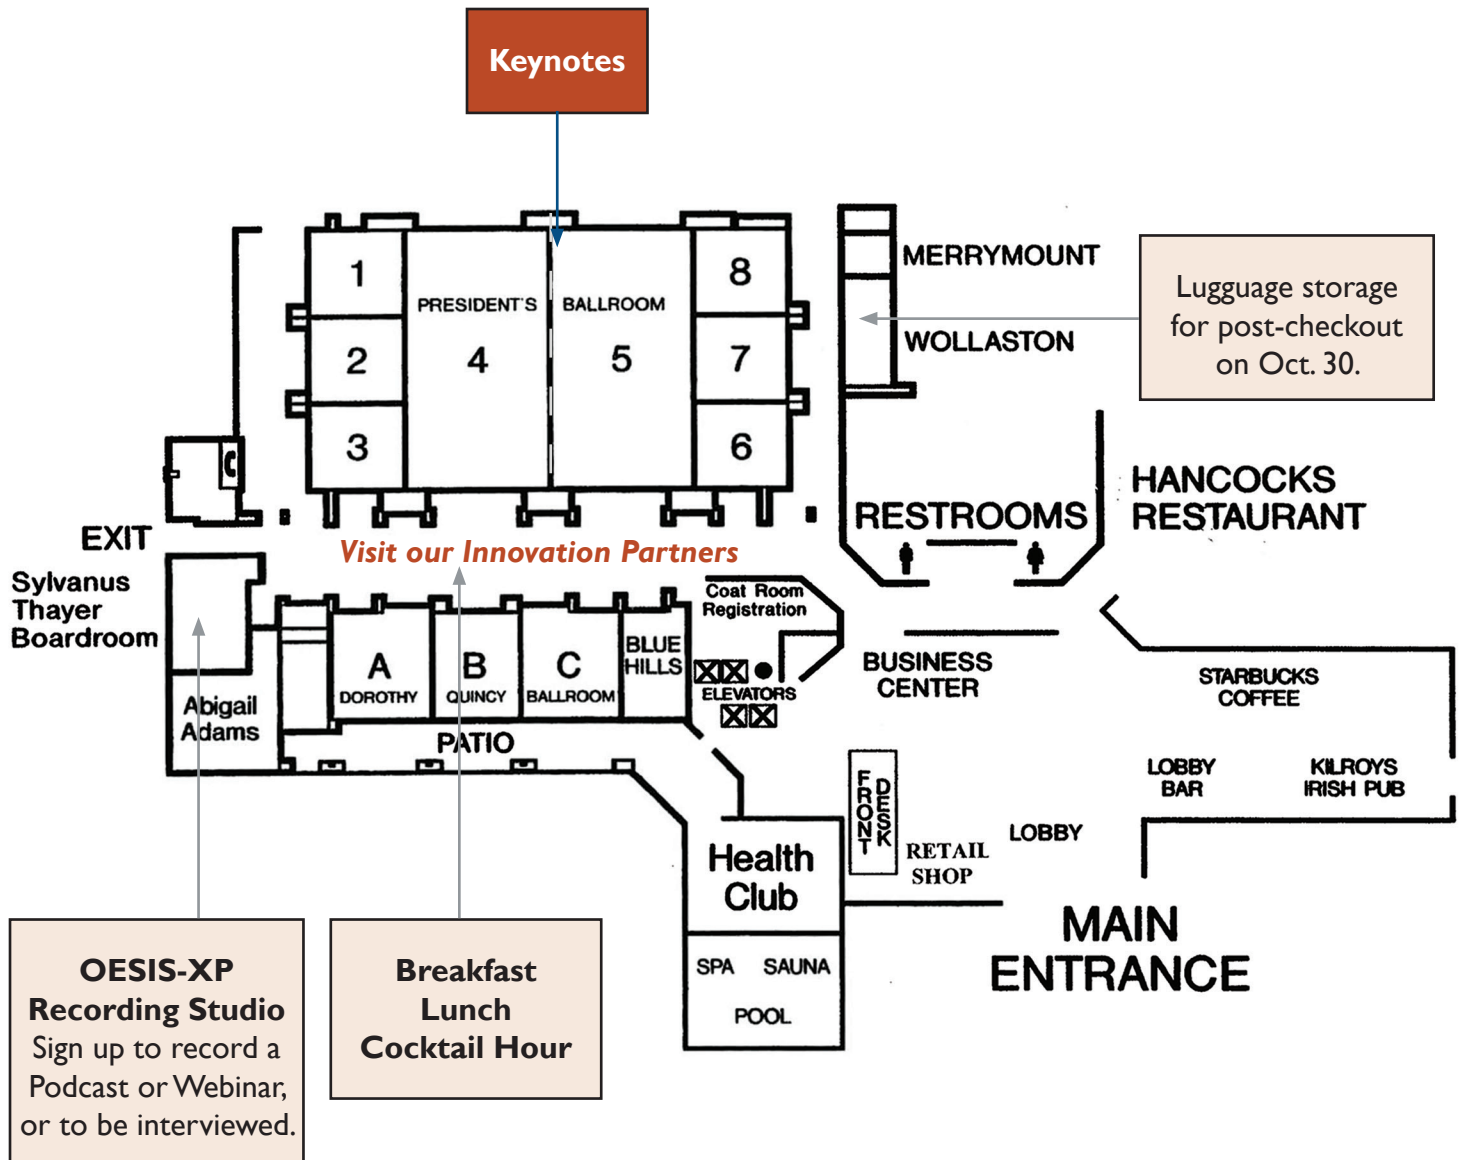 Keynotes
1
2
3
PRESIDENT'S
4
BALLROOM
5
8
7
6
MERRYMOUNT
WOLLASTON
Lugguage storage
for post-checkout
on Oct. 30.
HANCOCKS
RESTAURANT
RESTROOMS
EXIT
Visit our Innovation Partners
Sylvanus
Thayer
Boardroom
Abigail
Adams
A
DOROTHY
B
QUINCY
C
BALLROOM
BLUE
HILLS
Coat Room
Registration
ELEVATORS
PATIO
BUSINESS
CENTER
STARBUCKS
COFFEE
LOBBY
BAR
KILROYS
IRISH PUB
FRONT
DESK
RETAIL
SHOP
LOBBY
Health
Club
SPA SAUNA
POOL
MAIN
ENTRANCE
OESIS-XP
Recording Studio
Sign up to record a
Podcast or Webinar,
or to be interviewed.
Breakfast
Lunch
Cocktail Hour